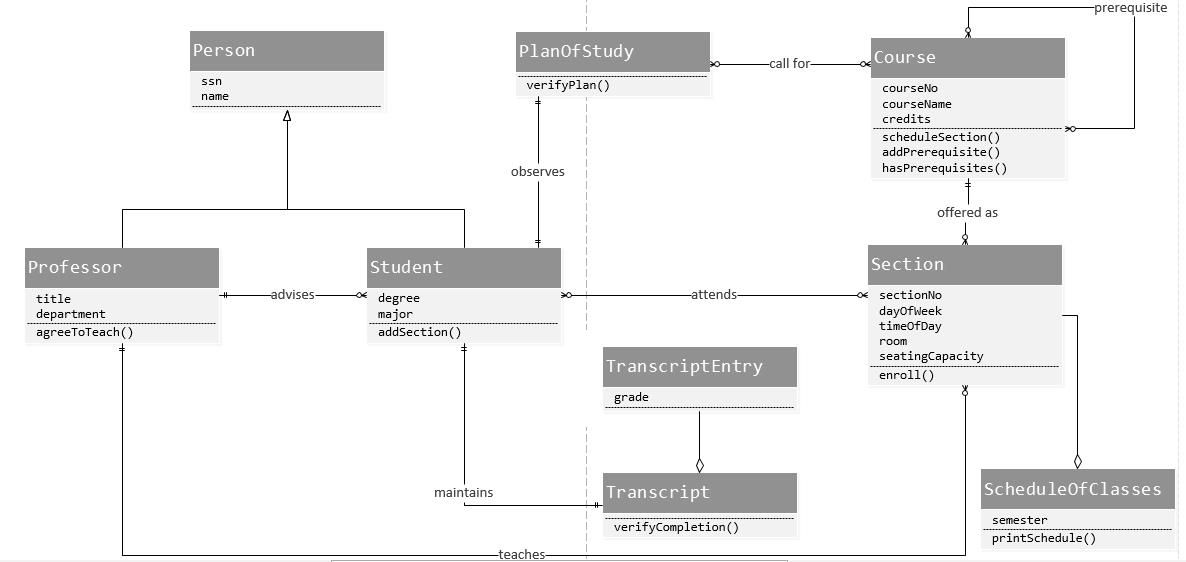 prerequisite
Person
ssn
name
PlanOfStudy
verifyPlan()
call for
Course
courseNo
courseName
credits
scheduleSection()
addPrerequisite()
hasPrerequisites()
observes
offered as
Professor
title
department
agreeToTeach()
advises
Student
degree
major
addSection()
attends
Section
sectionNo
dayOfWeek
timeOfDay
room
seatingCapacity
enroll()
TranscriptEntry
grade
maintains
Transcript
verifyCompletion()
ScheduleOfClasses
semester
printSchedule()
teaches